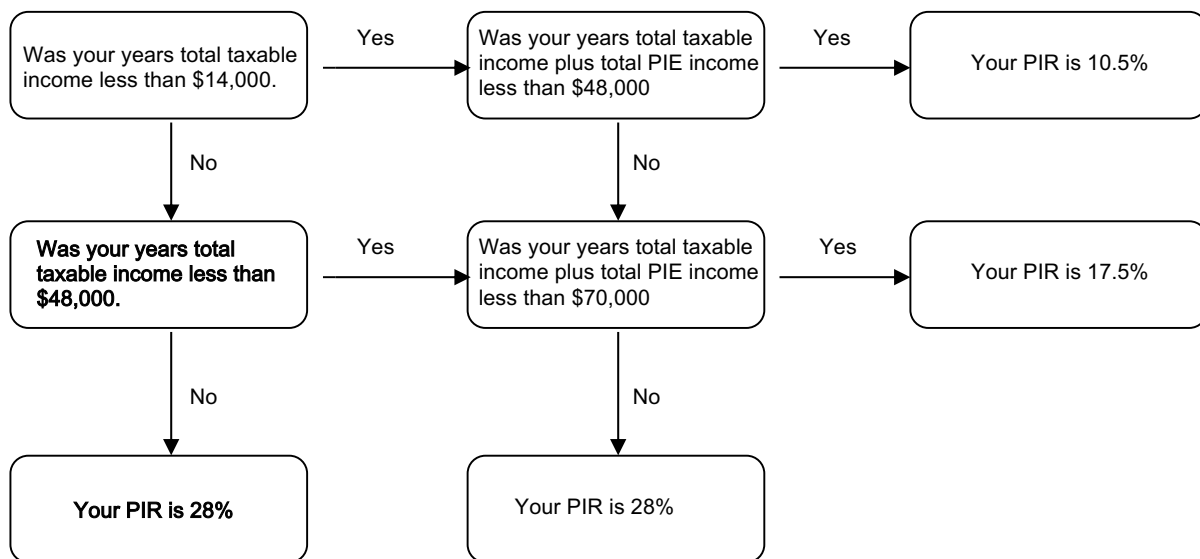 Was your years total taxable
income less than $14,000.
Yes
Was your years total taxable
income plus total PIE income
less than $48,000
Yes
Your PIR is 10.5%
No
No
Was your years total
taxable income less than
$48,000.
Yes
Was your years total taxable
income plus total PIE income
less than $70,000
Yes
Your PIR is 17.5%
No
No
Your PIR is 28%
Your PIR is 28%